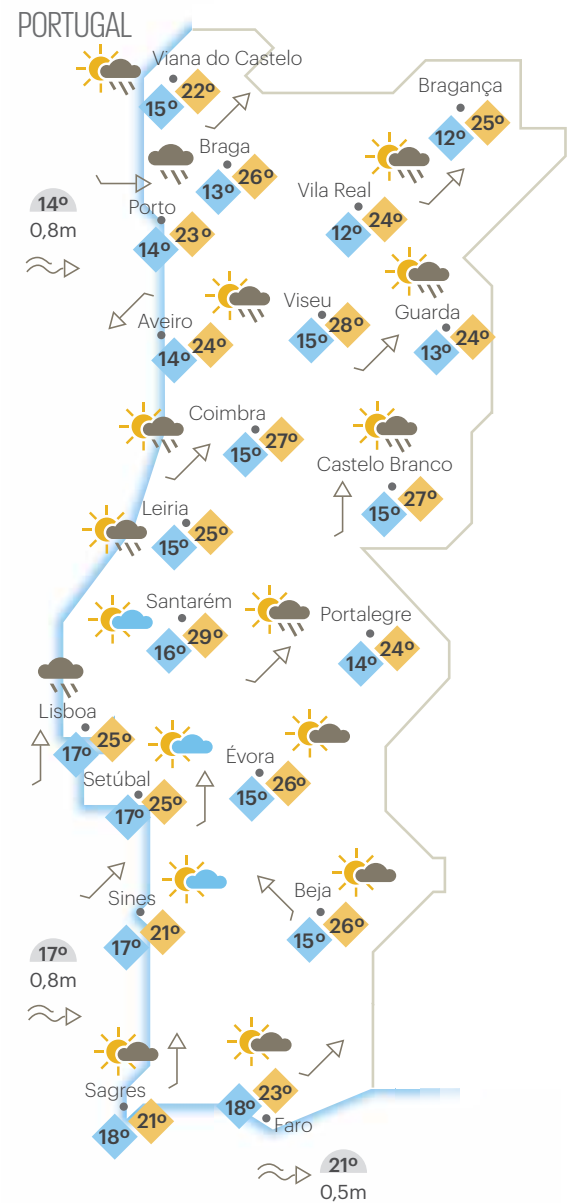 PORTUGAL
Viana do Castelo
15º 22º
Bragança
12º 25º
Braga
13º 26º
Vila Real
12º 24º
14º
0,8m
Porto
14º 23º
Viseu
15º 28º
Guarda
13º 24º
Aveiro
14º 24º
Coimbra
15º 27º
Castelo Branco
15º 27º
Leiria
15º 25º
Santarém
16º 29º
Portalegre
14º 24º
Lisboa
17º 25º
Évora
15º 26º
Setúbal
17º 25º
Sines
17º 21º
Beja
15º 26º
17º
0,8m
Sagres
18º 21º
18º 23º
Faro
21º
0,5m